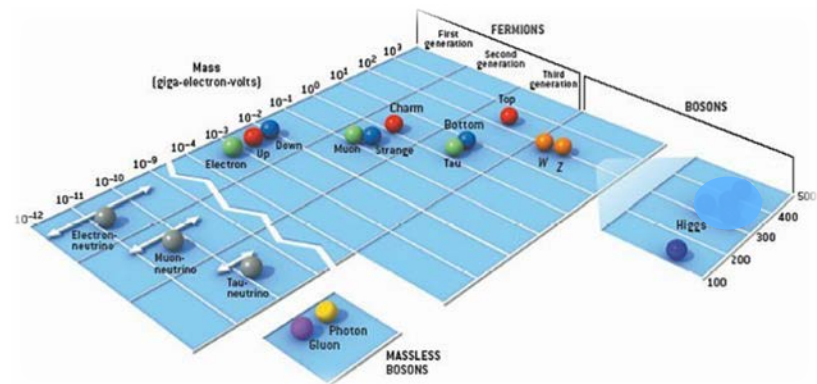 FERMIONS
First
generation
Second
generation
Third
generation
BOSONS
Mass
(giga-electron-volts)
10⁻¹²
10⁻¹¹
10⁻¹⁰
10⁻⁹
10⁻⁴
10⁻³
10⁻²
10⁻¹
10⁰
10¹
10²
10³
Electron
Up
Down
Muon
Strange
Charm
Tau
Bottom
Top
W Z
Electron-
neutrino
Muon-
neutrino
Tau-
neutrino
Photon
Gluon
MASSLESS
BOSONS
Higgs
500
400
300
200
100